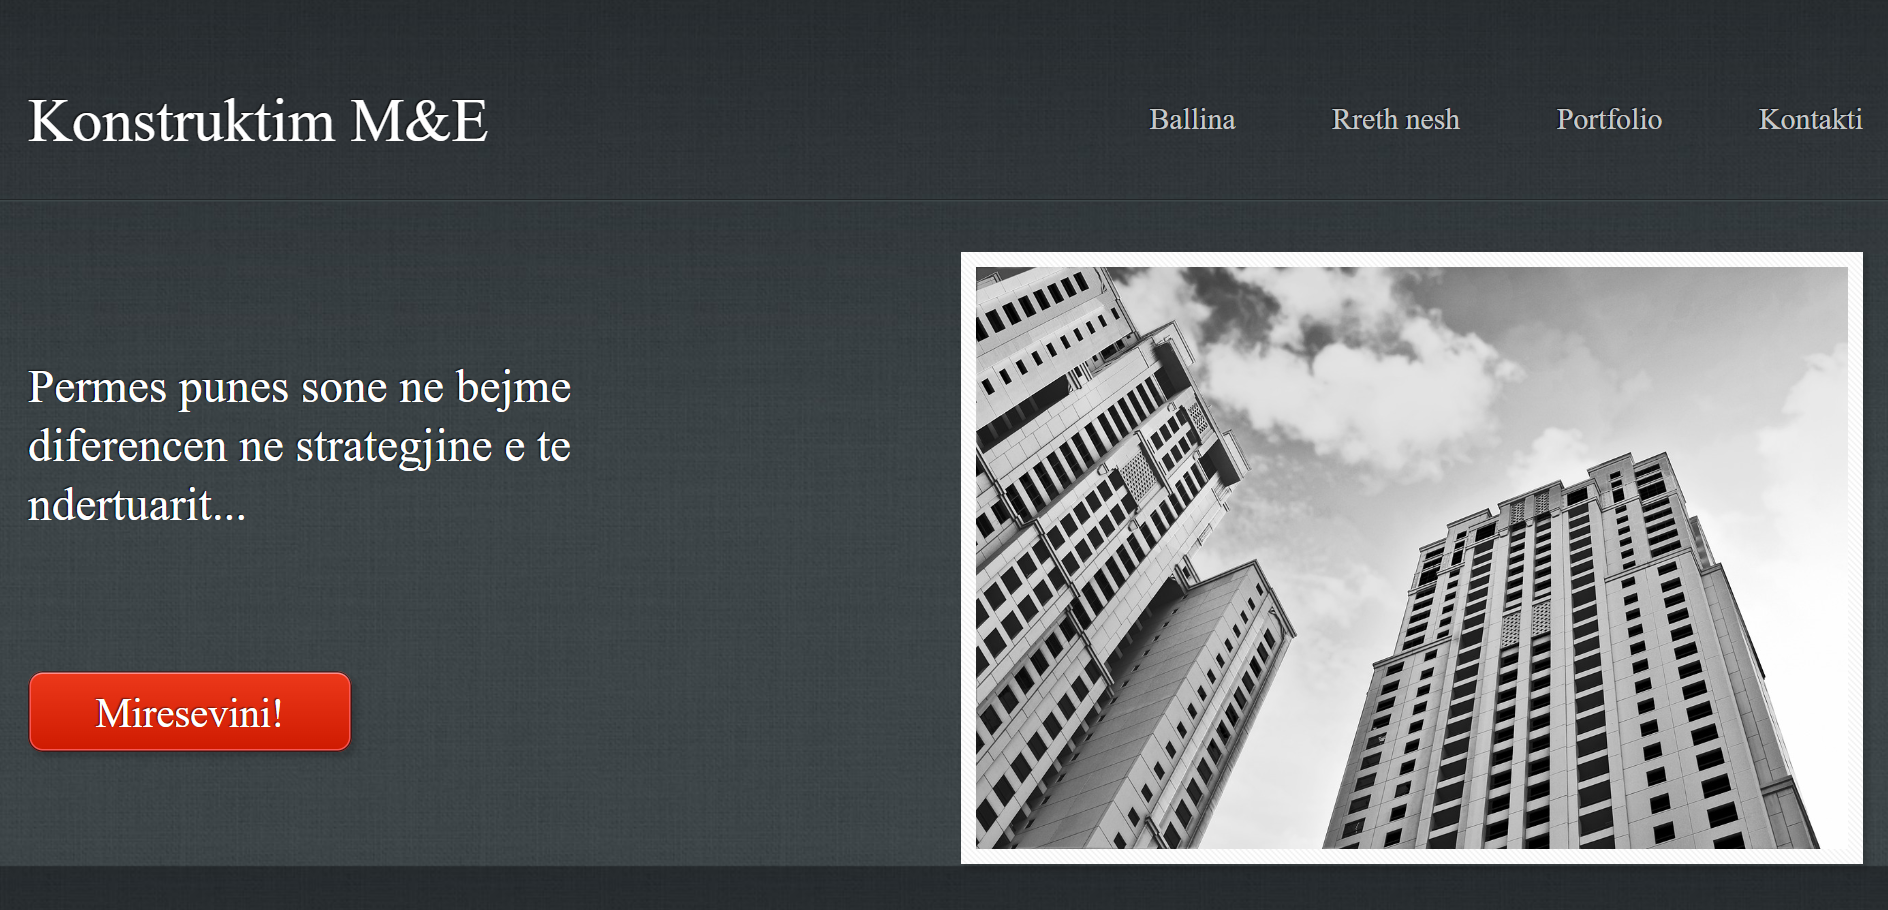 Konstruktim M&E
Ballina Rreth nesh Portfolio Kontakti
Permes punes sone ne bejme
diferencen ne strategjine e te
ndertuarit...
Miresevini!